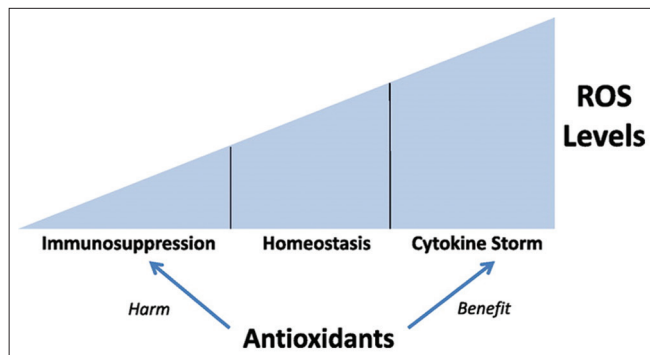 ROS
Levels
Immunosuppression Homeostasis Cytokine Storm
Harm Benefit
Antioxidants